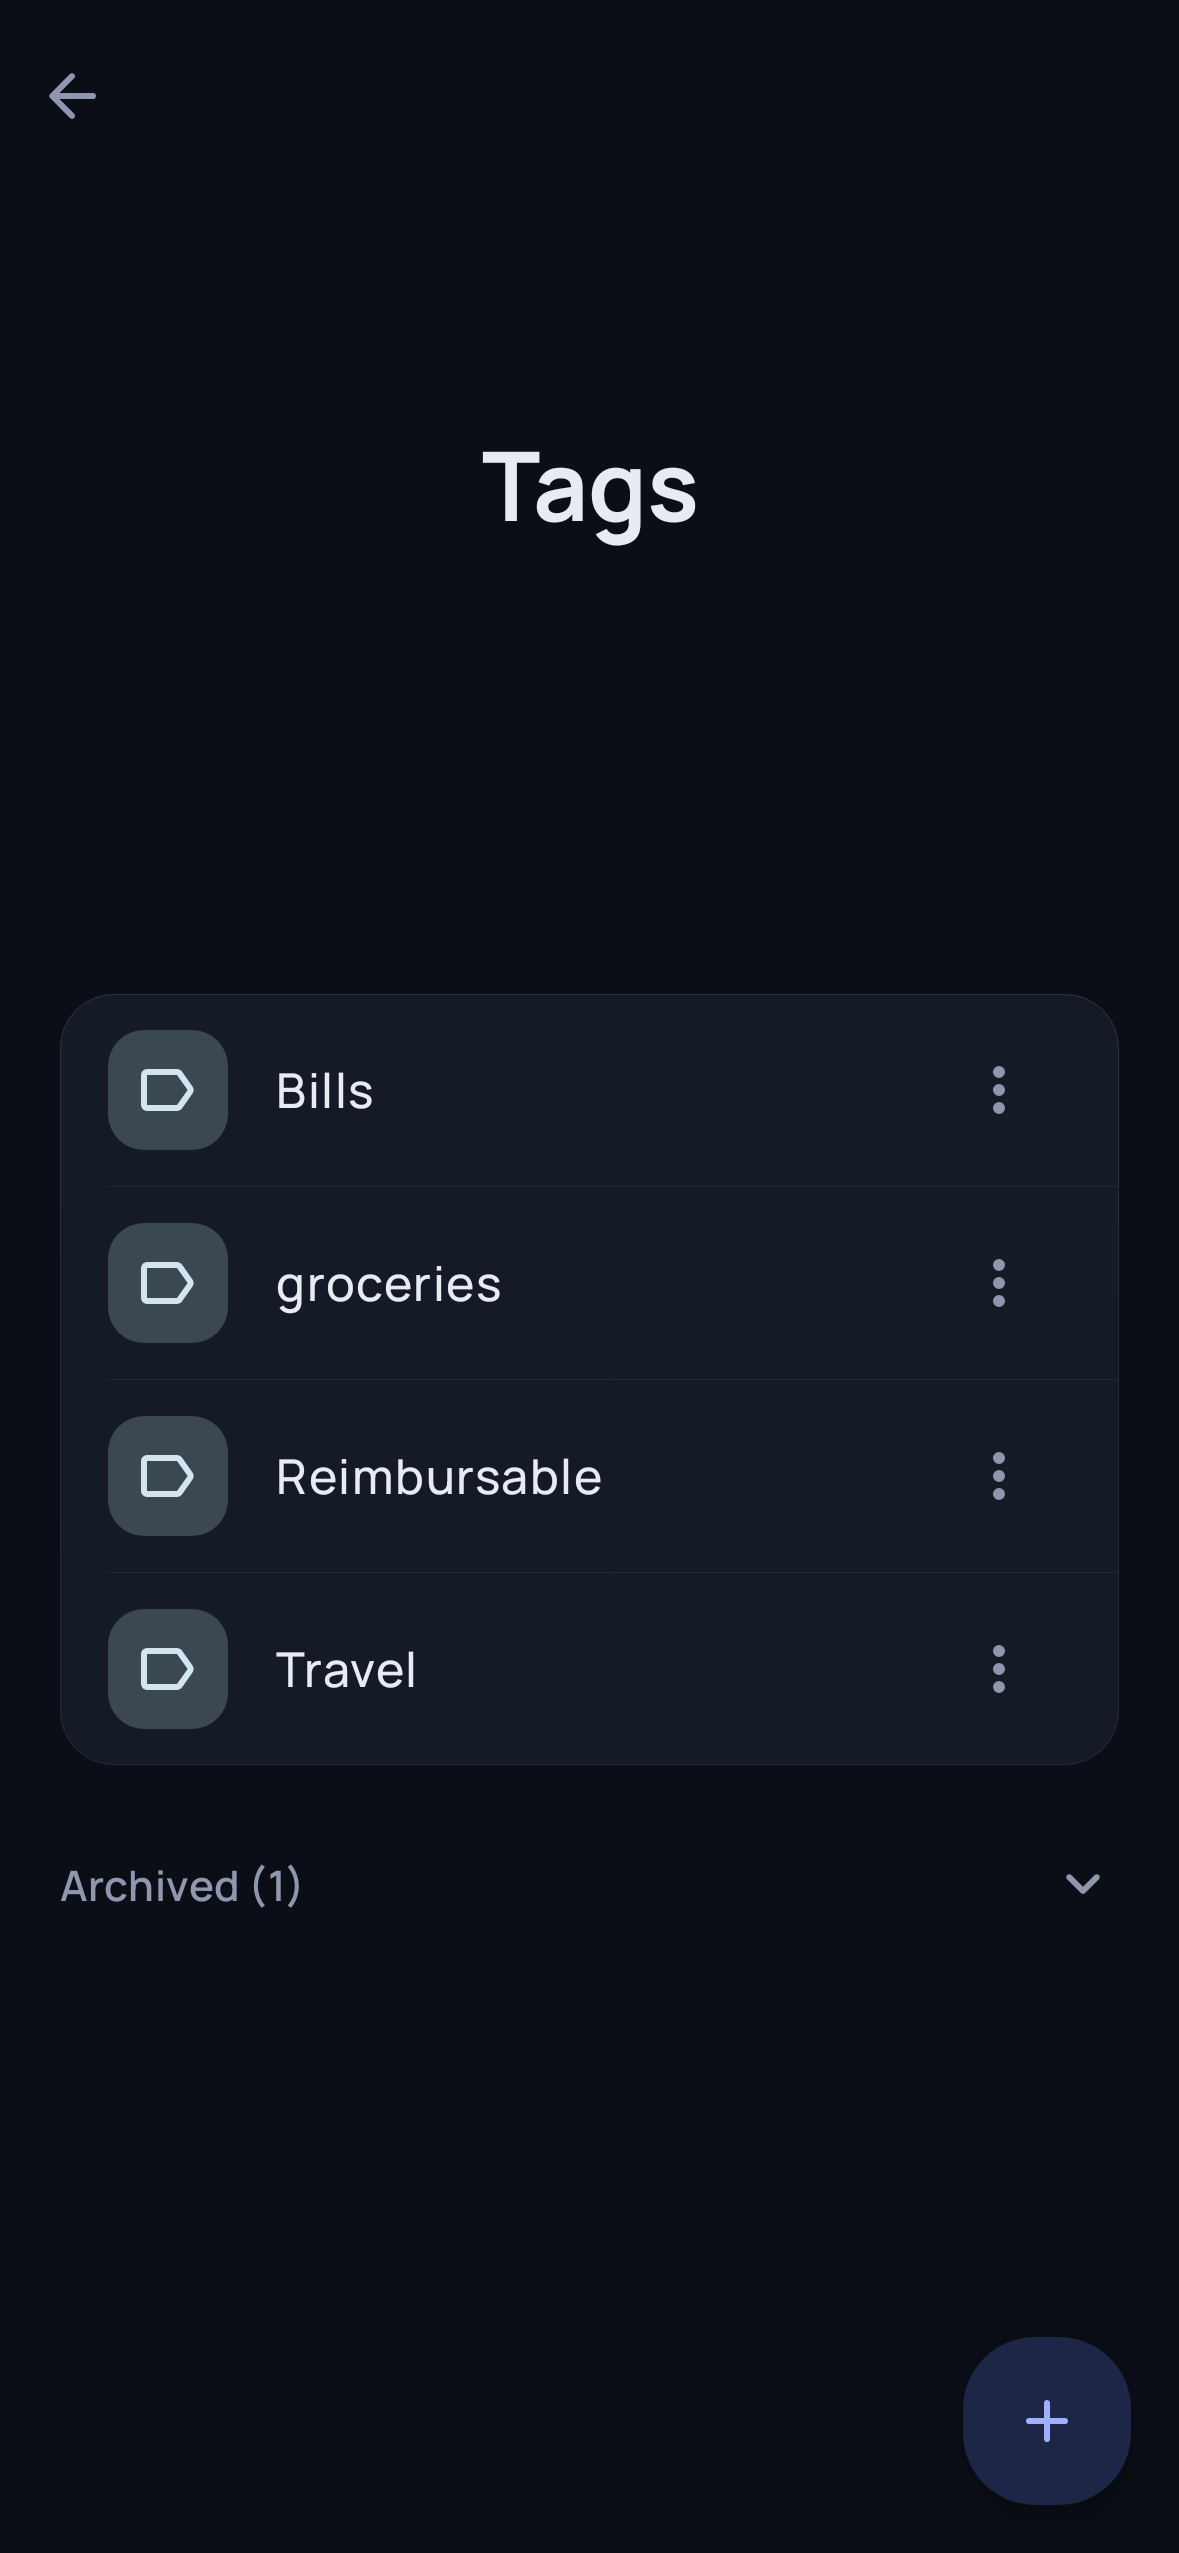 Tags
Bills
groceries
Reimbursable
Travel
Archived (1)